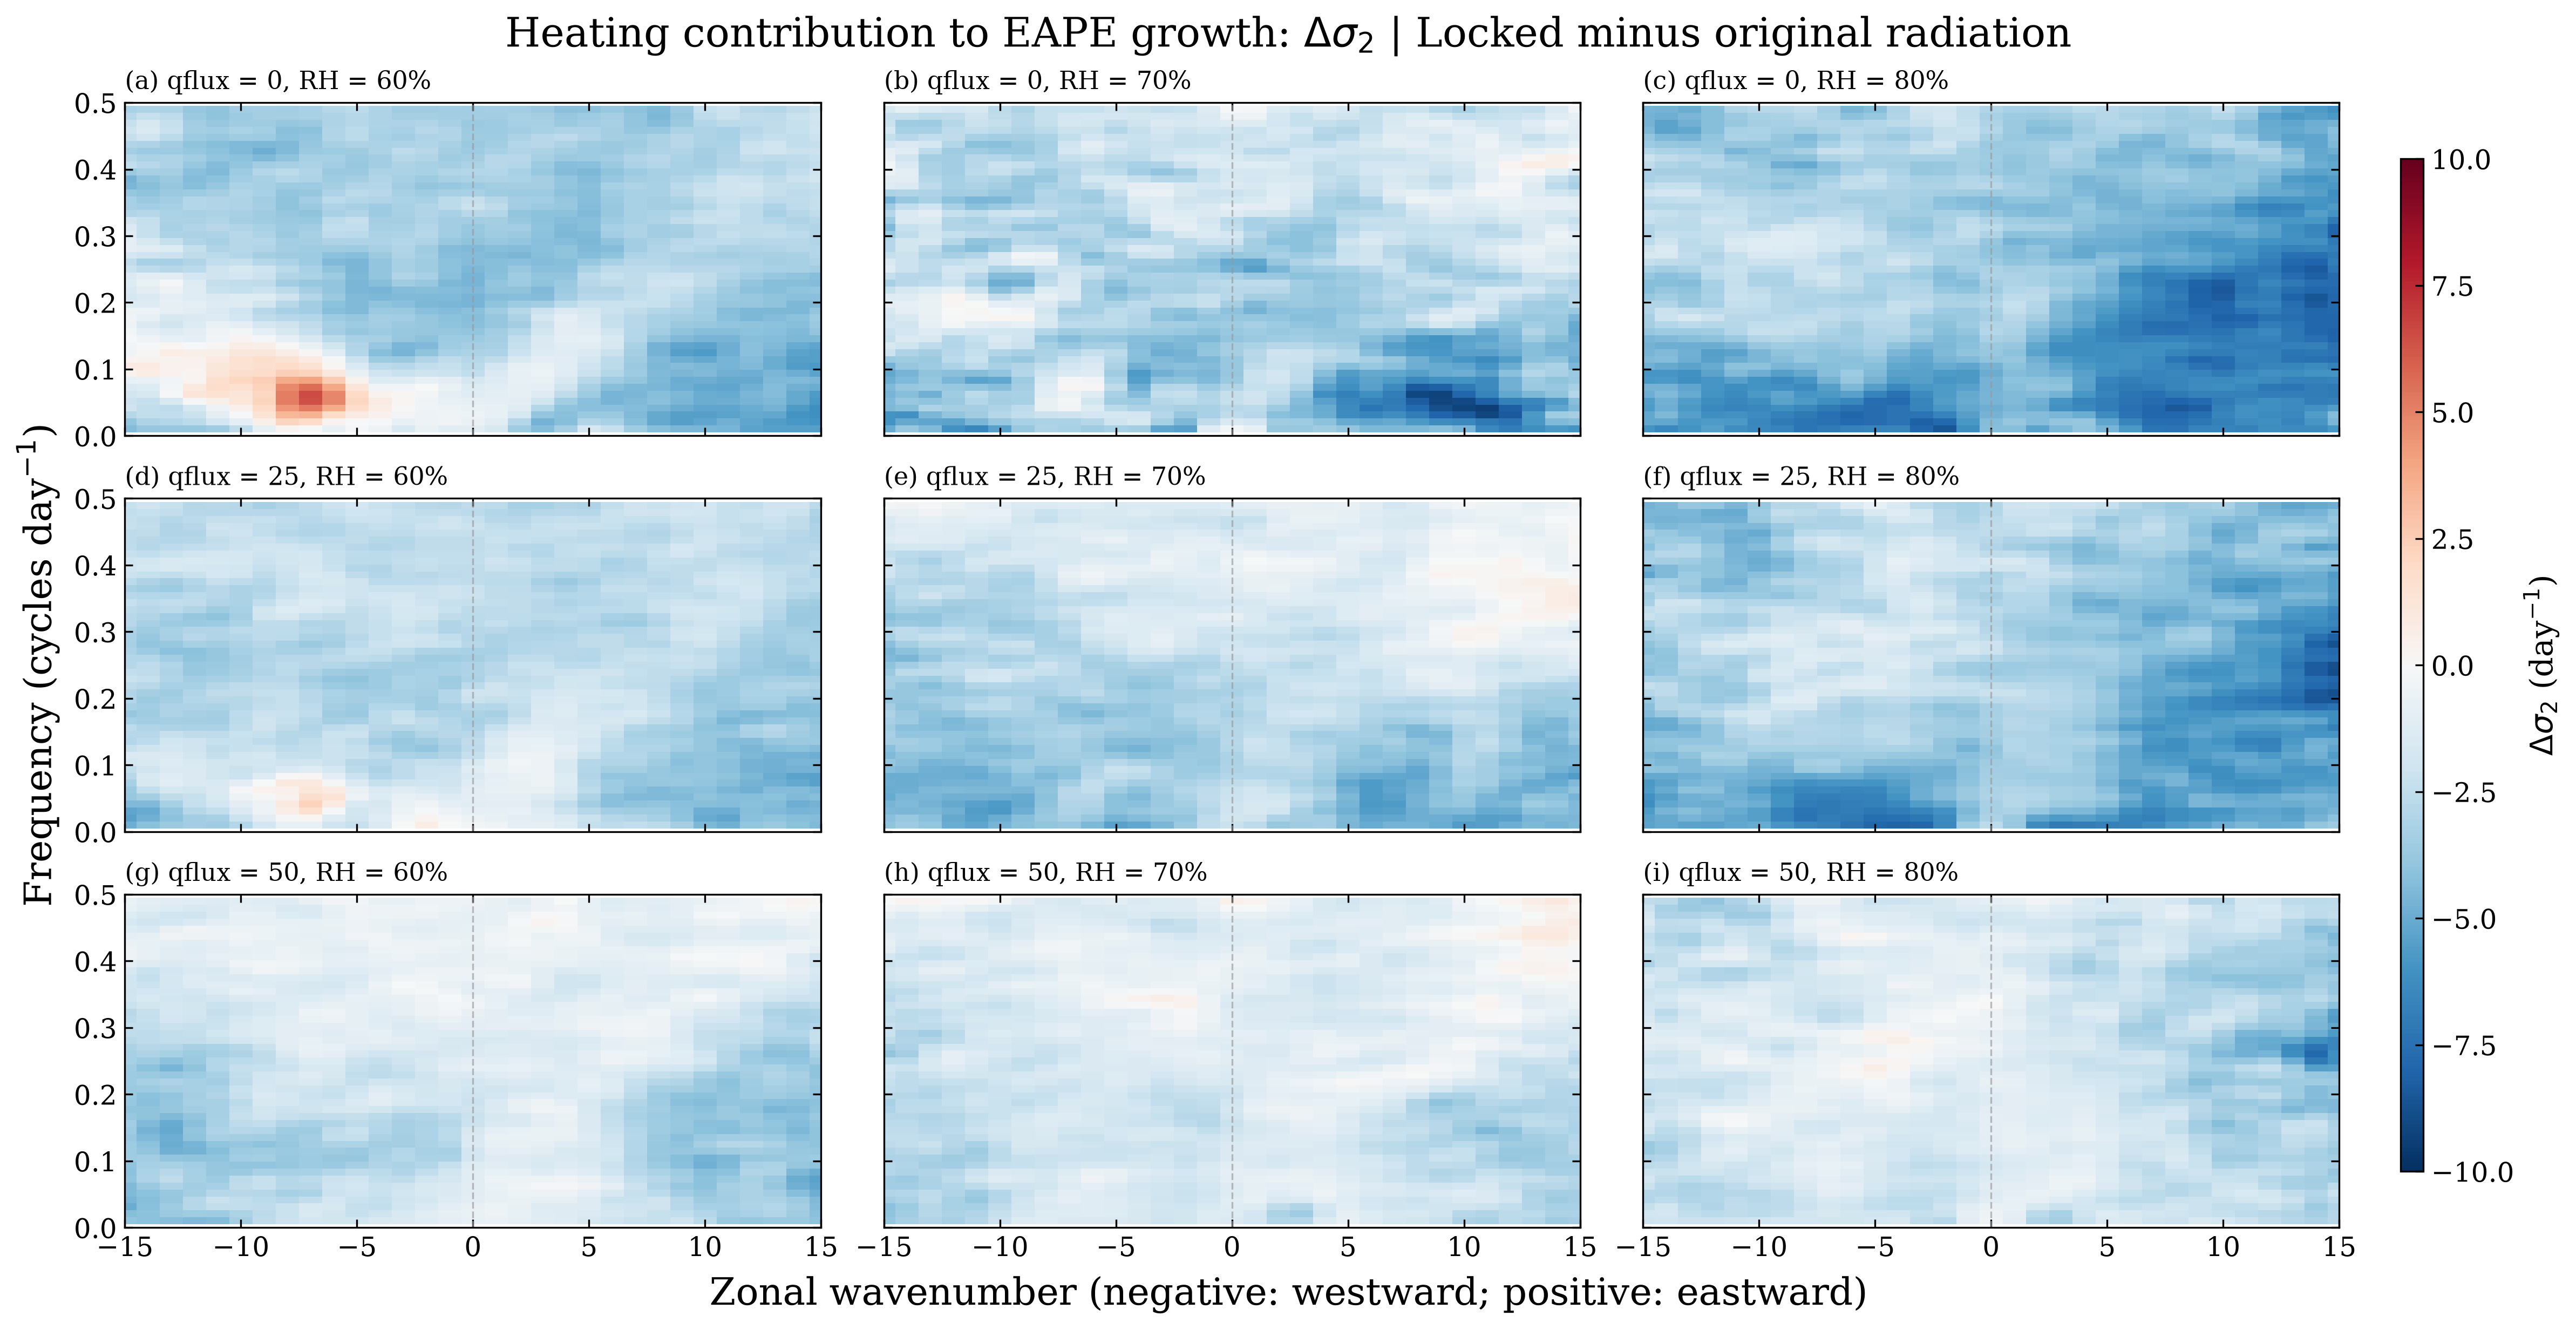 Heating contribution to EAPE growth: Δσ₂ | Locked minus original radiation
(a) qflux = 0, RH = 60%
(b) qflux = 0, RH = 70%
(c) qflux = 0, RH = 80%
0.5
0.4
0.3
0.2
0.1
0.0
(d) qflux = 25, RH = 60%
(e) qflux = 25, RH = 70%
(f) qflux = 25, RH = 80%
0.5
0.4
0.3
0.2
0.1
0.0
(g) qflux = 50, RH = 60%
(h) qflux = 50, RH = 70%
(i) qflux = 50, RH = 80%
0.5
0.4
0.3
0.2
0.1
0.0
−15 −10 −5 0 5 10 15
−15 −10 −5 0 5 10 15
−15 −10 −5 0 5 10 15
Frequency (cycles day⁻¹)
Zonal wavenumber (negative: westward; positive: eastward)
10.0
7.5
5.0
2.5
0.0
−2.5
−5.0
−7.5
−10.0
Δσ₂ (day⁻¹)